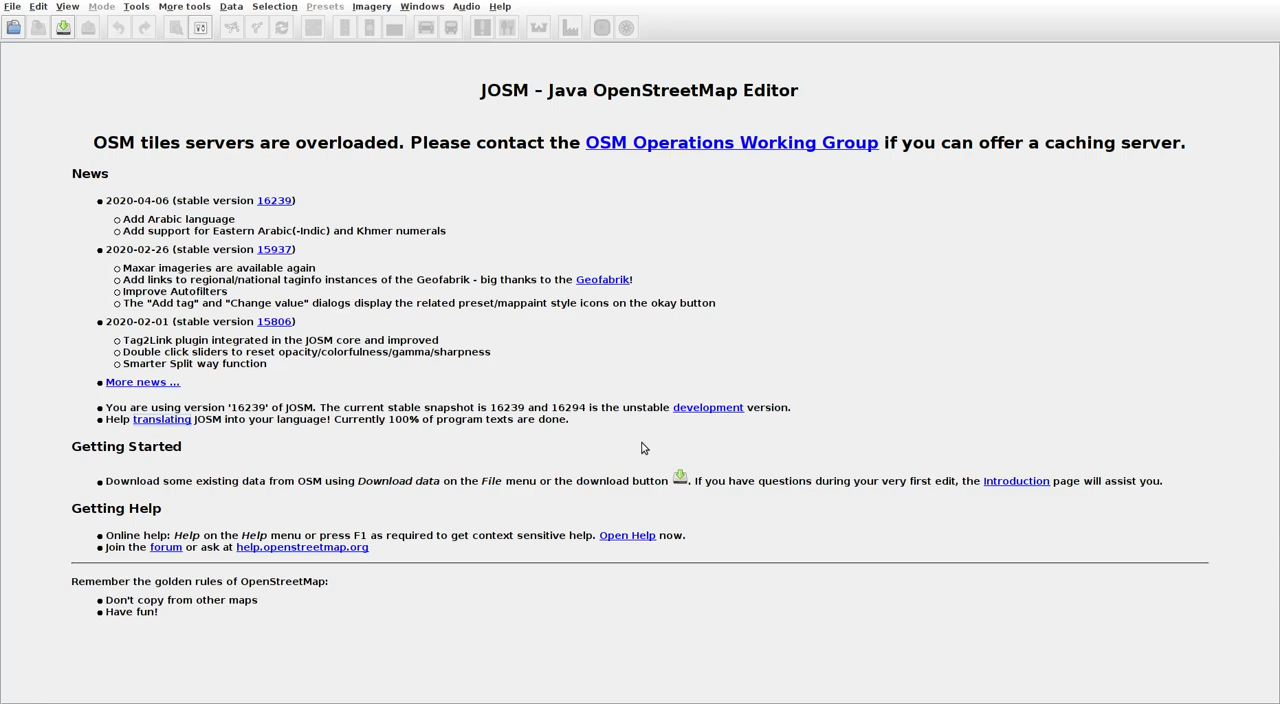 File Edit View Mode Tools More tools Data Selection Presets Imagery Windows Audio Help
JOSM – Java OpenStreetMap Editor
OSM tiles servers are overloaded. Please contact the OSM Operations Working Group if you can offer a caching server.
News
2020-04-06 (stable version 16239)
Add Arabic language
Add support for Eastern Arabic(-Indic) and Khmer numerals
2020-02-26 (stable version 15937)
Maxar imageries are available again
Add links to regional/national taginfo instances of the Geofabrik - big thanks to the Geofabrik!
Improve Autofilters
The "Add tag" and "Change value" dialogs display the related preset/mappaint style icons on the okay button
2020-02-01 (stable version 15806)
Tag2Link plugin integrated in the JOSM core and improved
Double click sliders to reset opacity/colorfulness/gamma/sharpness
Smarter Split way function
More news ...
You are using version '16239' of JOSM. The current stable snapshot is 16239 and 16294 is the unstable development version.
Help translating JOSM into your language! Currently 100% of program texts are done.
Getting Started
Download some existing data from OSM using Download data on the File menu or the download button . If you have questions during your very first edit, the Introduction page will assist you.
Getting Help
Online help: Help on the Help menu or press F1 as required to get context sensitive help. Open Help now.
Join the forum or ask at help.openstreetmap.org
Remember the golden rules of OpenStreetMap:
Don't copy from other maps
Have fun!